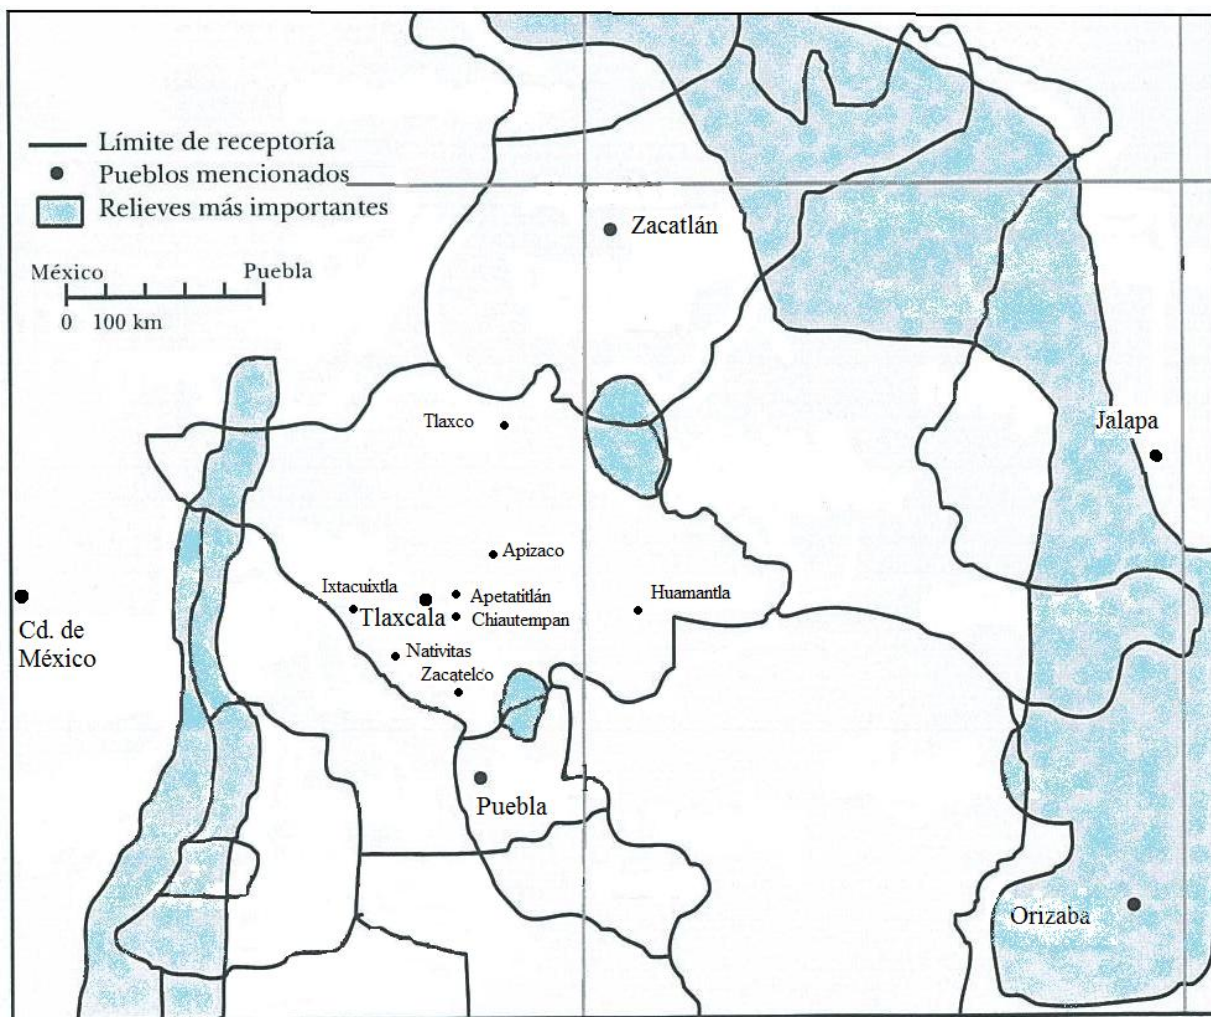 Límite de receptoría
Pueblos mencionados
Relieves más importantes
Zacatlán
México Puebla
0 100 km
Tlaxco
Jalapa
Apizaco
Ixtacuixtla
Apetatitlán
Huamantla
Tlaxcala
Chiautempan
Cd. de
México
Nativitas
Zacatelco
Puebla
Orizaba